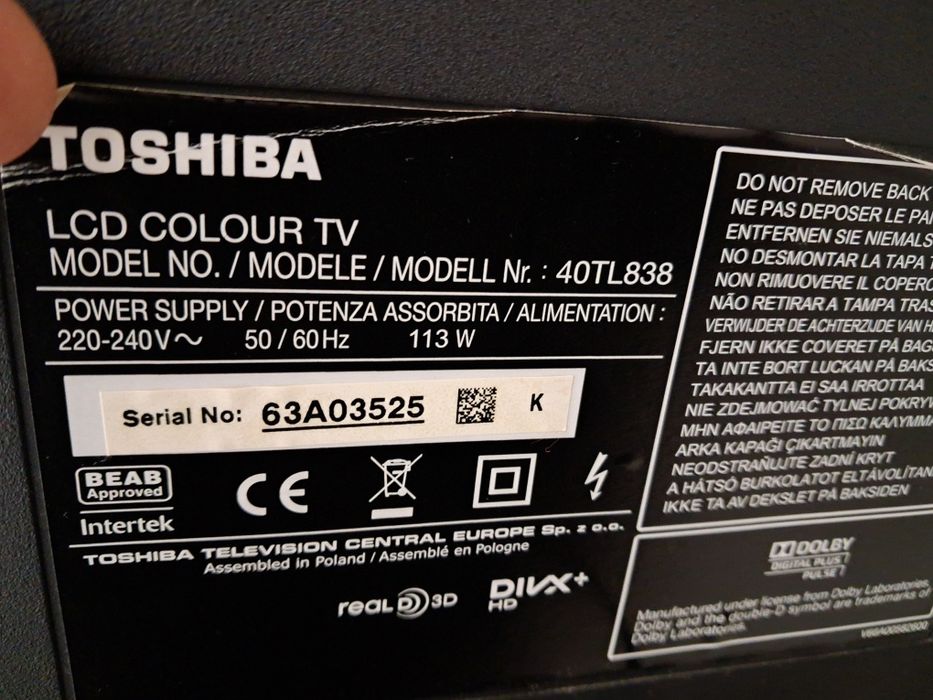 TOSHIBA
LCD COLOUR TV
MODEL NO. / MODELE / MODELL Nr. : 40TL838
POWER SUPPLY / POTENZA ASSORBITA / ALIMENTATION :
220-240V~ 50 / 60Hz 113 W
Serial No: 63A03525 K
BEAB
Approved
Intertek
CE
TOSHIBA TELEVISION CENTRAL EUROPE Sp. z o.o.
Assembled in Poland / Assemblé en Pologne
REAL D 3D
DIVX+
HD
DO NOT REMOVE BACK
NE PAS DEPOSER LE PA
ENTFERNEN SIE NIEMALS
NO DESMONTAR LA TAPA T
NON RIMUOVERE IL COPERC
NÃO RETIRAR A TAMPA TRAS
VERWIJDER DE ACHTERZIJDE VAN H
FJERN IKKE COVERET PÅ BAGS
TA INTE BORT LUCKAN PÅ BAKS
TAKAKANTTA EI SAA IRROTTAA
NIE ZDEJMOWAĆ TYLNEJ POKRYW
ΜΗΝ ΑΦΑΙΡΕΙΤΕ ΤΟ ΠΙΣΩ ΚΑΛΥΜΜΑ
ARKA KAPAĞI ÇIKARTMAYIN
NEODSTRAŇUJTE ZADNÍ KRYT
A HÁTSÓ BURKOLATOT ELTÁVOLÍTAN
IKKE TA AV DEKSLET PÅ BAKSIDEN
DOLBY
DIGITAL PLUS
PULSE
Manufactured under license from Dolby Laboratories.
Dolby and the double-D symbol are trademarks of
Dolby Laboratories.
V66A00582600